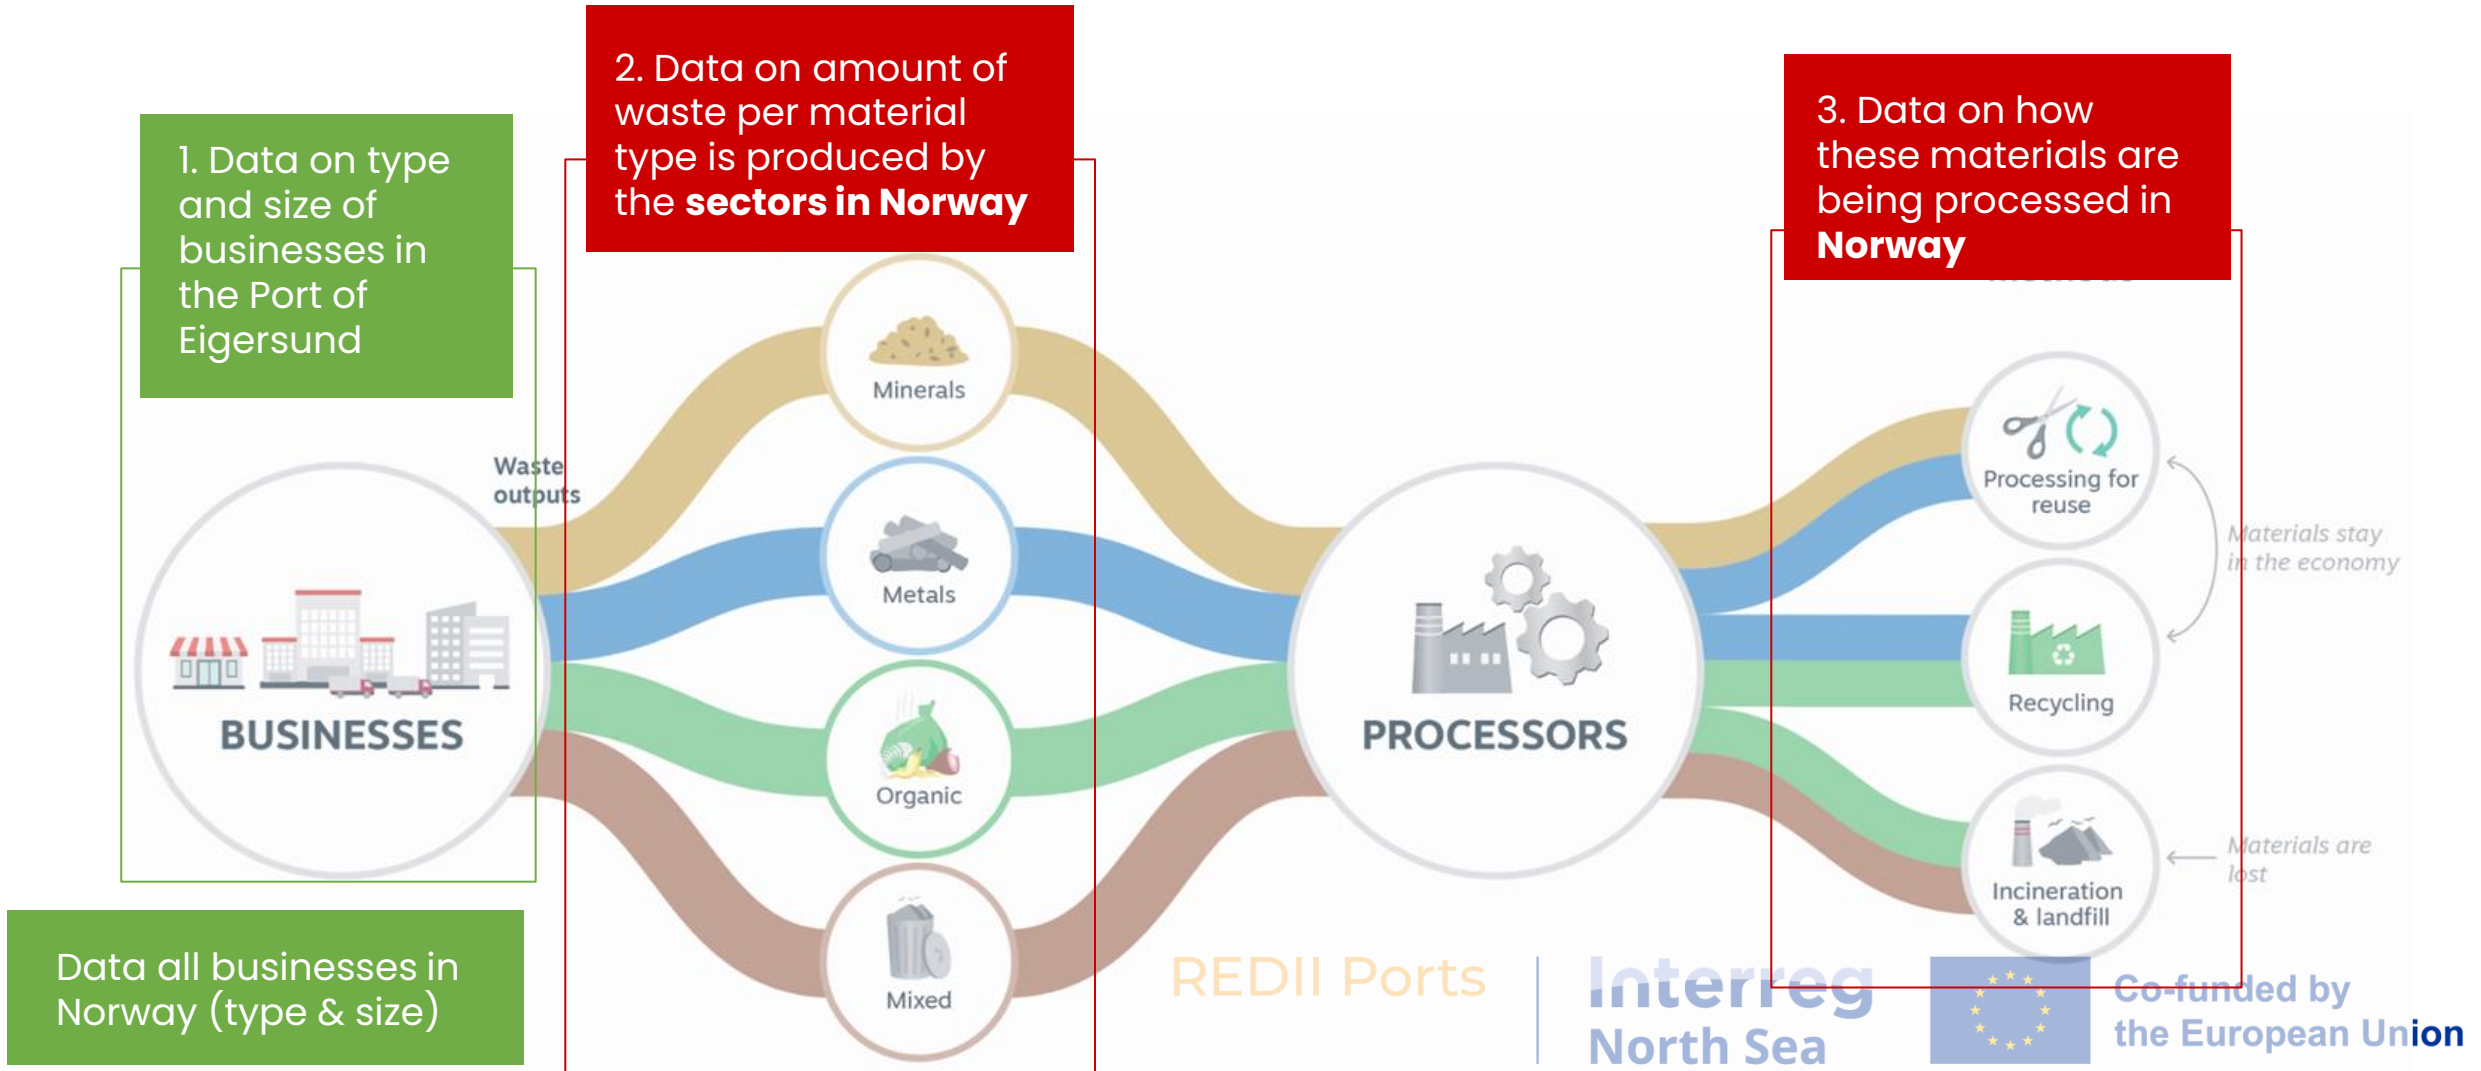 1. Data on type
and size of
businesses in
the Port of
Eigersund
2. Data on amount of
waste per material
type is produced by
the sectors in Norway
3. Data on how
these materials are
being processed in
Norway
Waste
outputs
BUSINESSES
Data all businesses in
Norway (type & size)
Minerals
Metals
Organic
Mixed
PROCESSORS
Processing for
reuse
Recycling
Incineration
& landfill
Materials stay
in the economy
Materials are
lost
REDII Ports
Interreg
North Sea
Co-funded by
the European Union